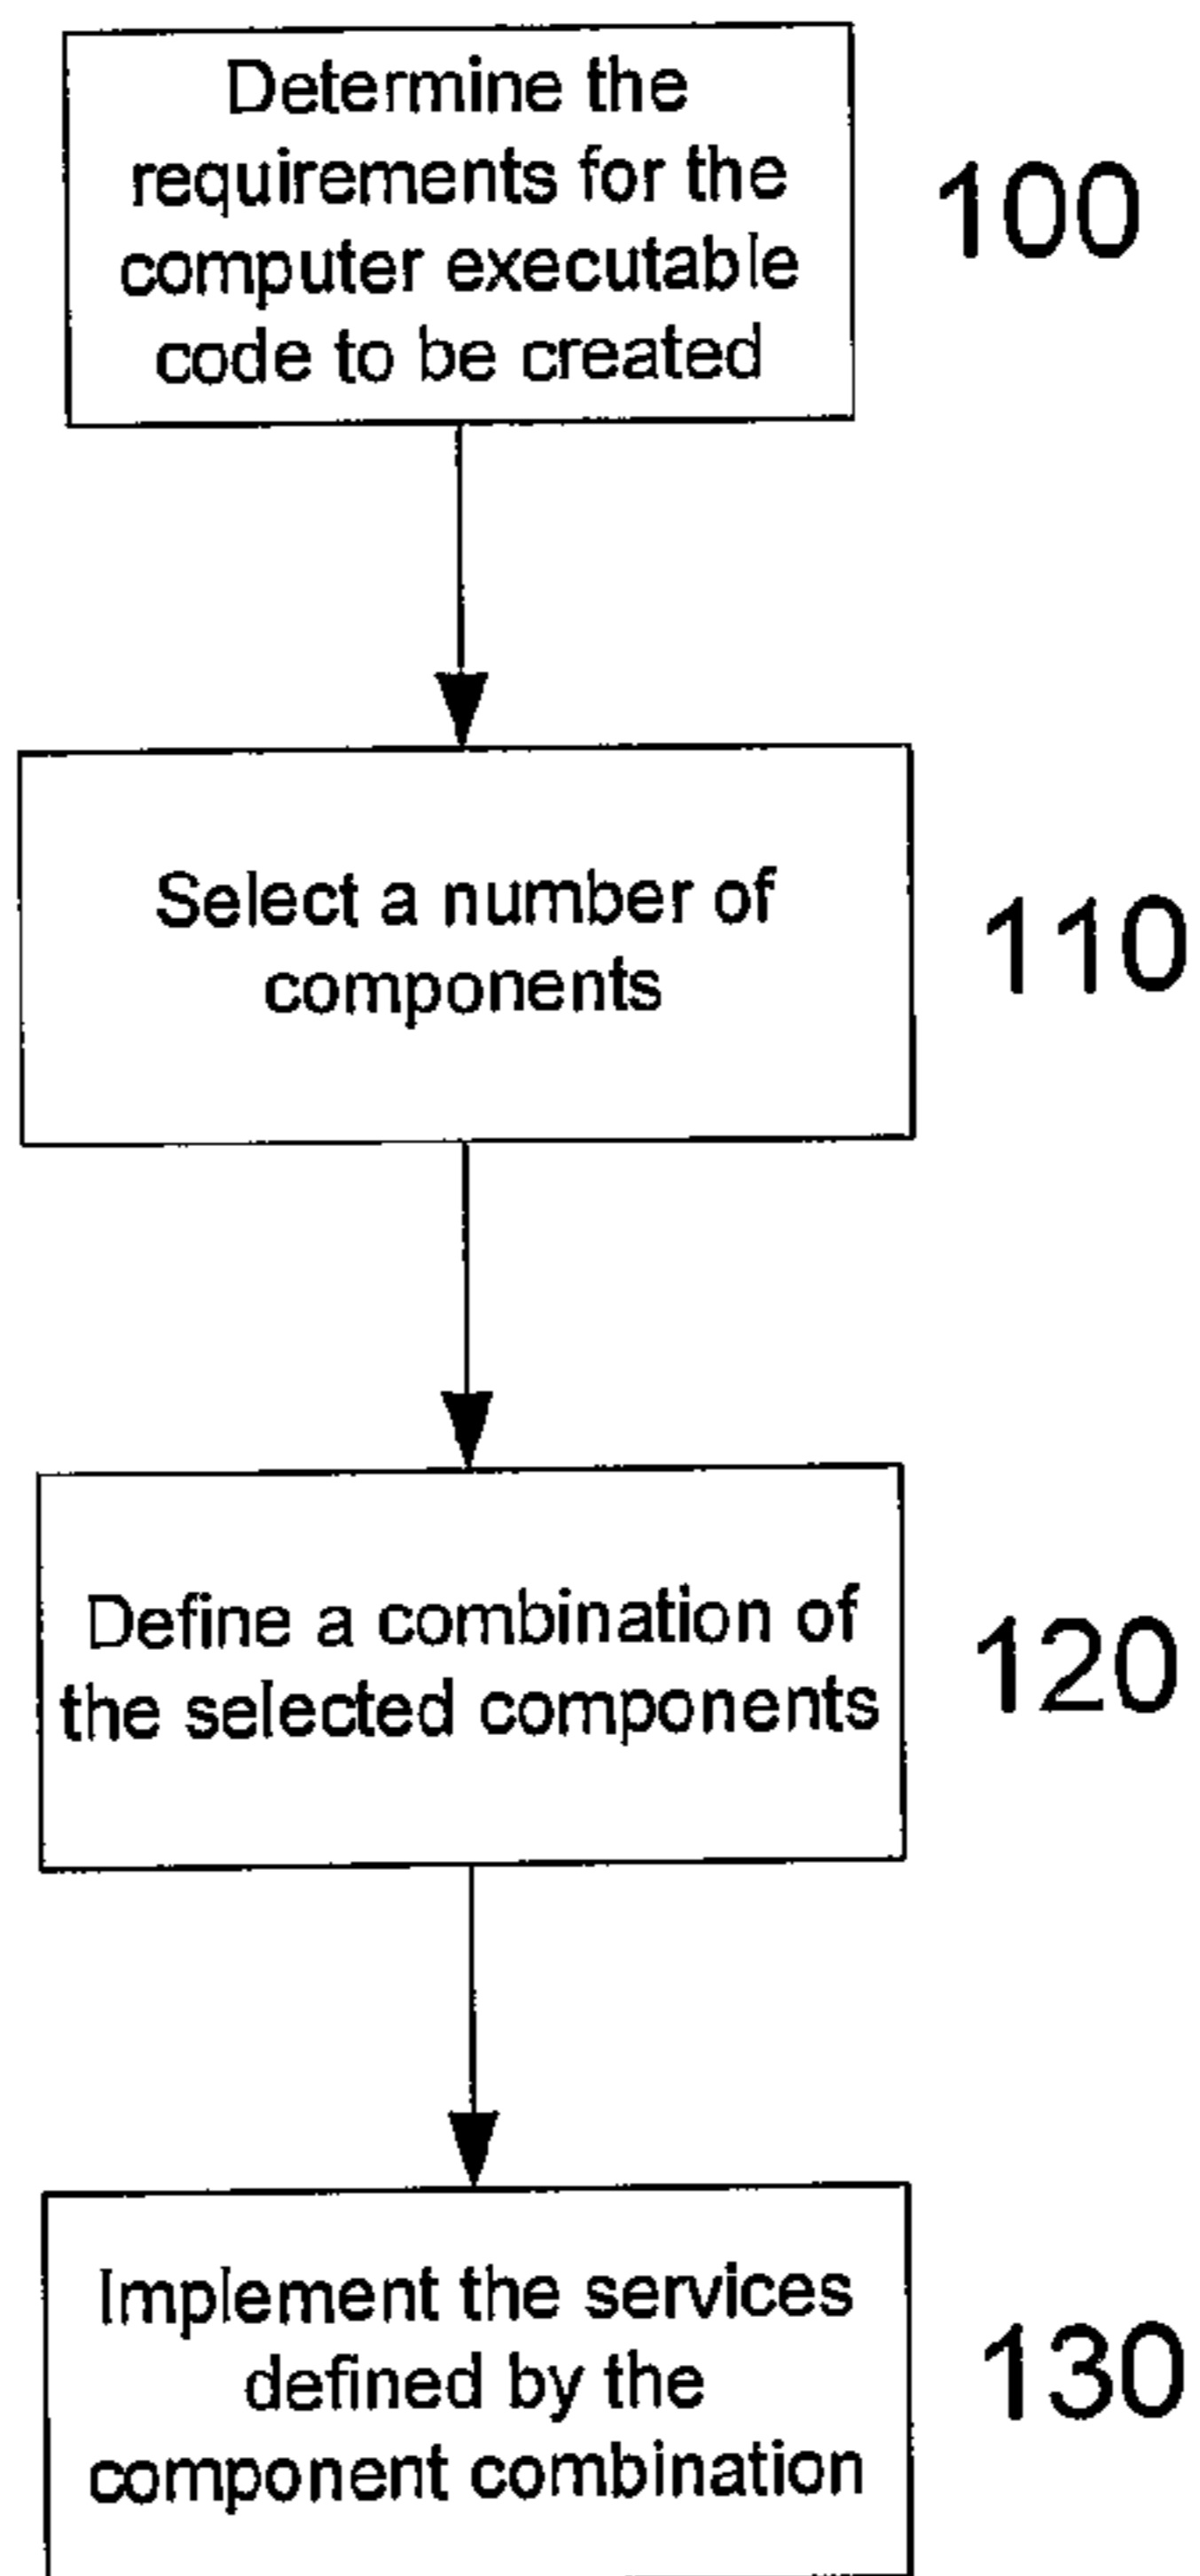 Determine the
requirements for the
computer executable
code to be created
100
Select a number of
components
110
Define a combination of
the selected components
120
Implement the services
defined by the
component combination
130